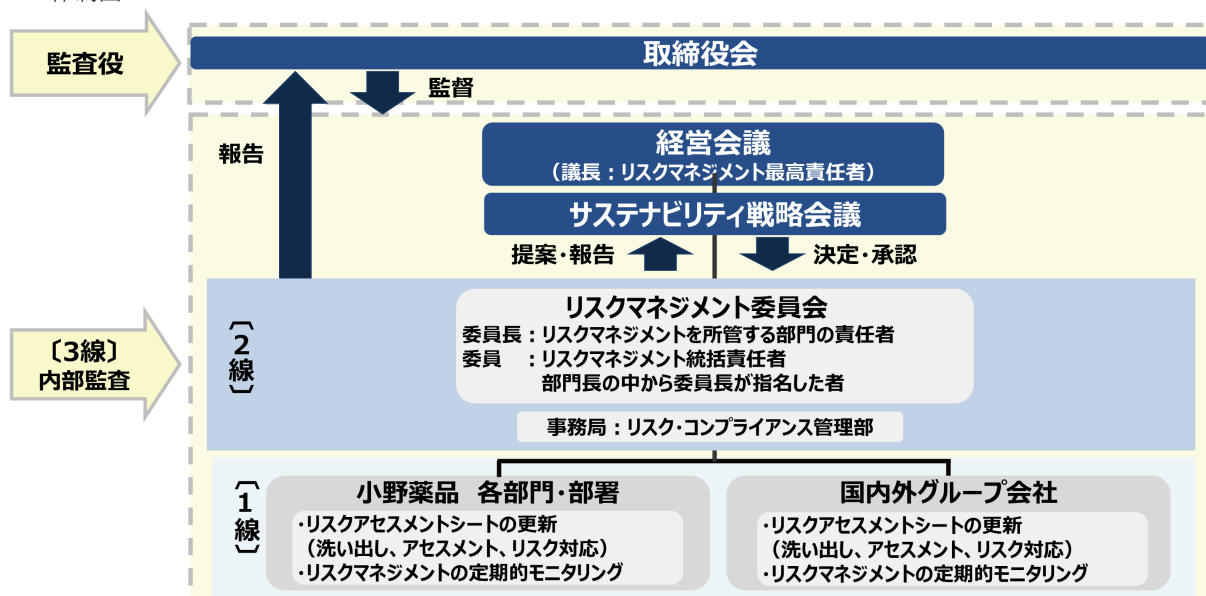 監査役
取締役会
監督
報告
経営会議
（議長：リスクマネジメント最高責任者）
サステナビリティ戦略会議
提案・報告
決定・承認
〔3線〕
内部監査
〔2線〕
リスクマネジメント委員会
委員長：リスクマネジメントを所管する部門の責任者
委員　：リスクマネジメント統括責任者
部門長の中から委員長が指名した者
事務局：リスク・コンプライアンス管理部
〔1線〕
小野薬品 各部門・部署
・リスクアセスメントシートの更新
（洗い出し、アセスメント、リスク対応）
・リスクマネジメントの定期的モニタリング
国内外グループ会社
・リスクアセスメントシートの更新
（洗い出し、アセスメント、リスク対応）
・リスクマネジメントの定期的モニタリング